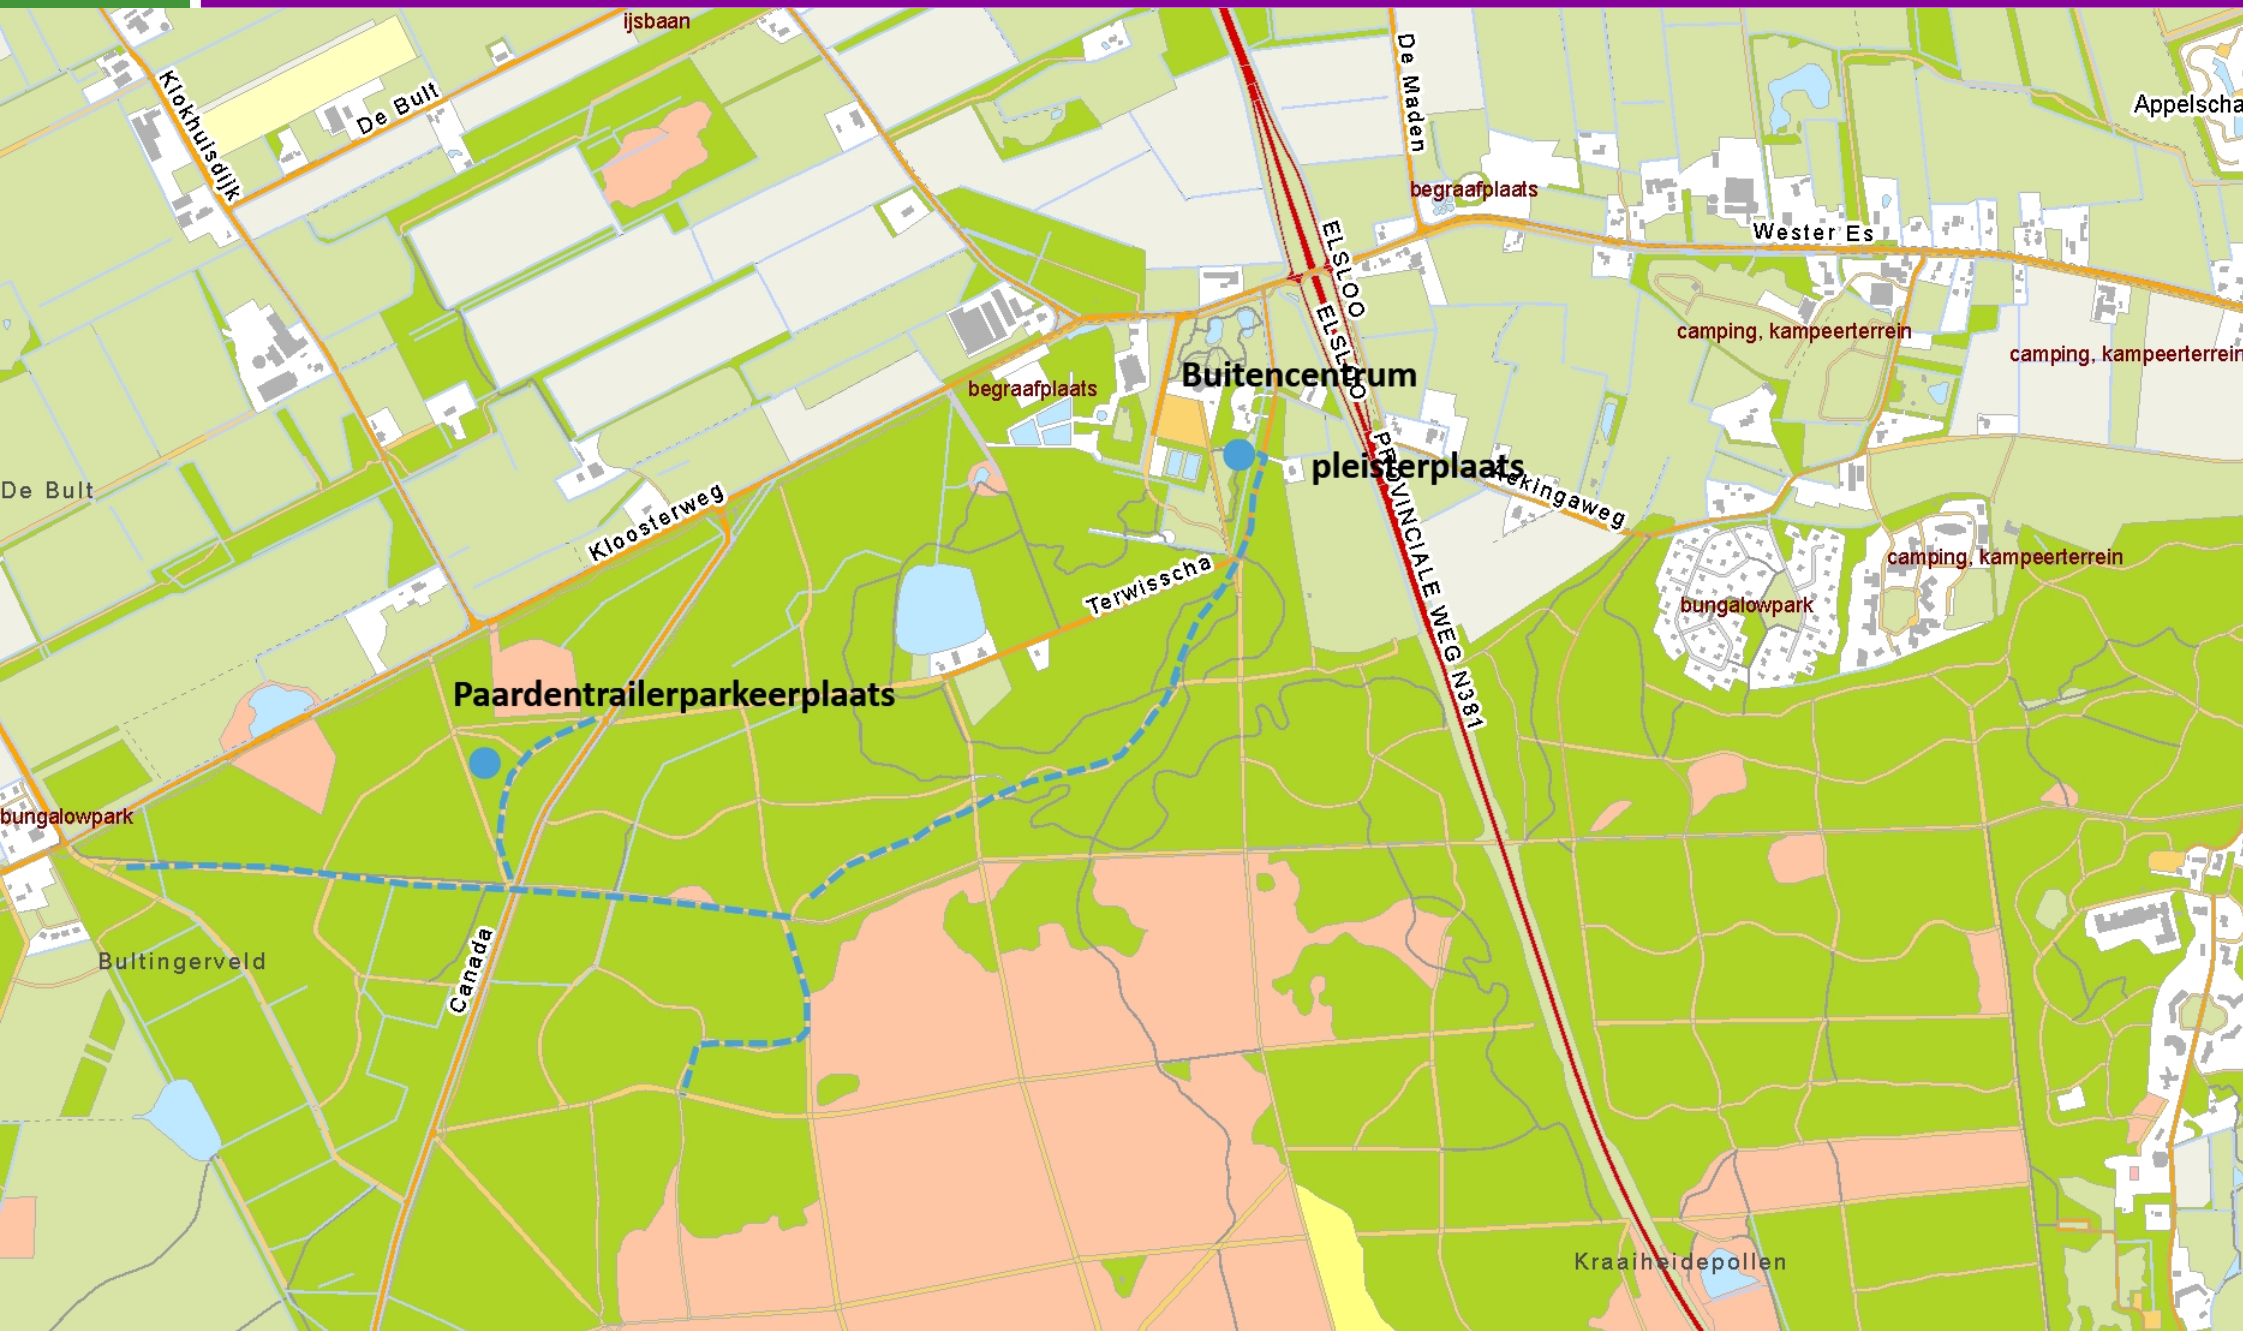 ijsbaan
De Maden
Klokhuisdijk
De Bult
Appelscha
begraafplaats
Wester Es
ELSLOO
ELSLOO
camping, kampeerterrein
camping, kampeerterrein
Buitencentrum
begraafplaats
pleisterplaats
De Bult
Kloosterweg
PROVINCIALE WEG N381
camping, kampeerterrein
Terwisscha
bungalowpark
Paardentrailerparkeerplaats
bungalowpark
Bultingerveld
Canada
Kraaiheidepollen